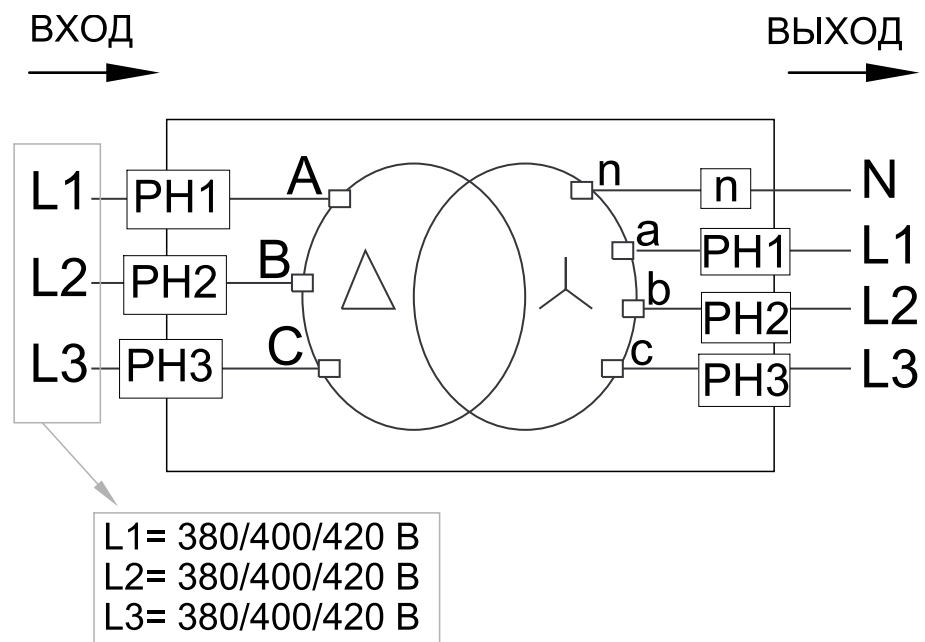 ВХОД
ВЫХОД
L1 PH1 A
L2 PH2 B
L3 PH3 C
n n N
a PH1 L1
b PH2 L2
c PH3 L3
L1= 380/400/420 В
L2= 380/400/420 В
L3= 380/400/420 В